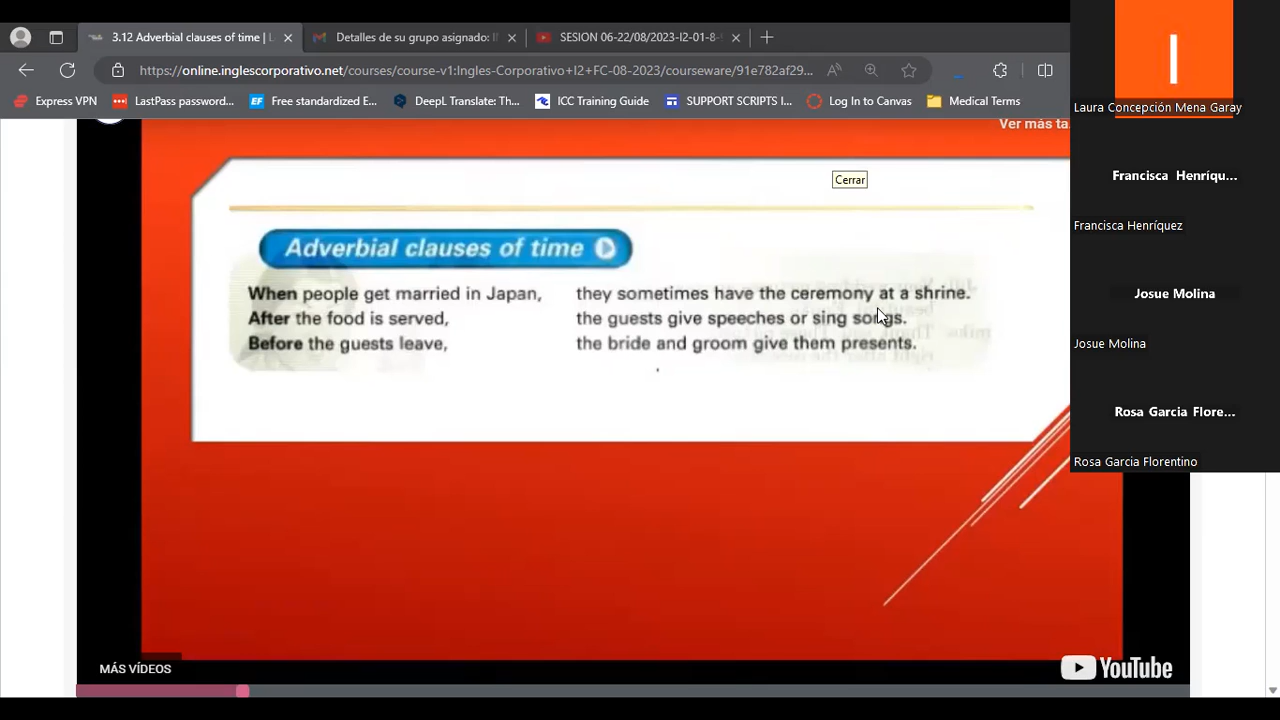 3.12 Adverbial clauses of time | L
Detalles de su grupo asignado: If
SESION 06-22/08/2023-I2-01-8-9
https://online.inglescorporativo.net/courses/course-v1:Ingles-Corporativo+I2+FC-08-2023/courseware/91e782af29...
Express VPN
LastPass password...
Free standardized E...
DeepL Translate: Th...
ICC Training Guide
SUPPORT SCRIPTS I...
Log In to Canvas
Medical Terms
Ver más ta
Cerrar
Adverbial clauses of time
When people get married in Japan, they sometimes have the ceremony at a shrine.
After the food is served, the guests give speeches or sing songs.
Before the guests leave, the bride and groom give them presents.
MÁS VÍDEOS
YouTube
I
Laura Concepción Mena Garay
Francisca Henríqu...
Francisca Henríquez
Josue Molina
Josue Molina
Rosa Garcia Flore...
Rosa Garcia Florentino